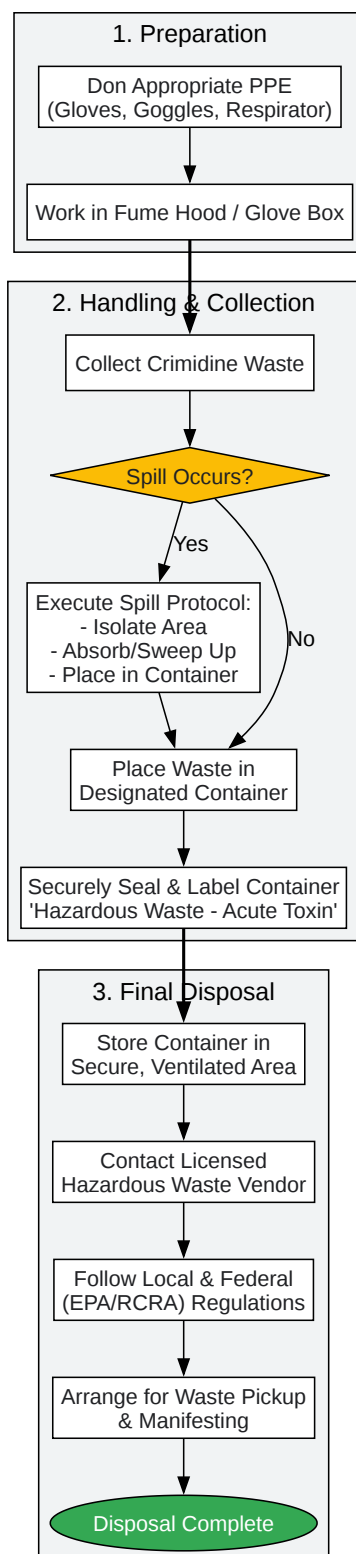 1. Preparation
Don Appropriate PPE
(Gloves, Goggles, Respirator)
Work in Fume Hood / Glove Box
2. Handling & Collection
Collect Crimidine Waste
Spill Occurs?
Yes
Execute Spill Protocol:
- Isolate Area
- Absorb/Sweep Up
- Place in Container
No
Place Waste in
Designated Container
Securely Seal & Label Container
'Hazardous Waste - Acute Toxin'
3. Final Disposal
Store Container in
Secure, Ventilated Area
Contact Licensed
Hazardous Waste Vendor
Follow Local & Federal
(EPA/RCRA) Regulations
Arrange for Waste Pickup
& Manifesting
Disposal Complete